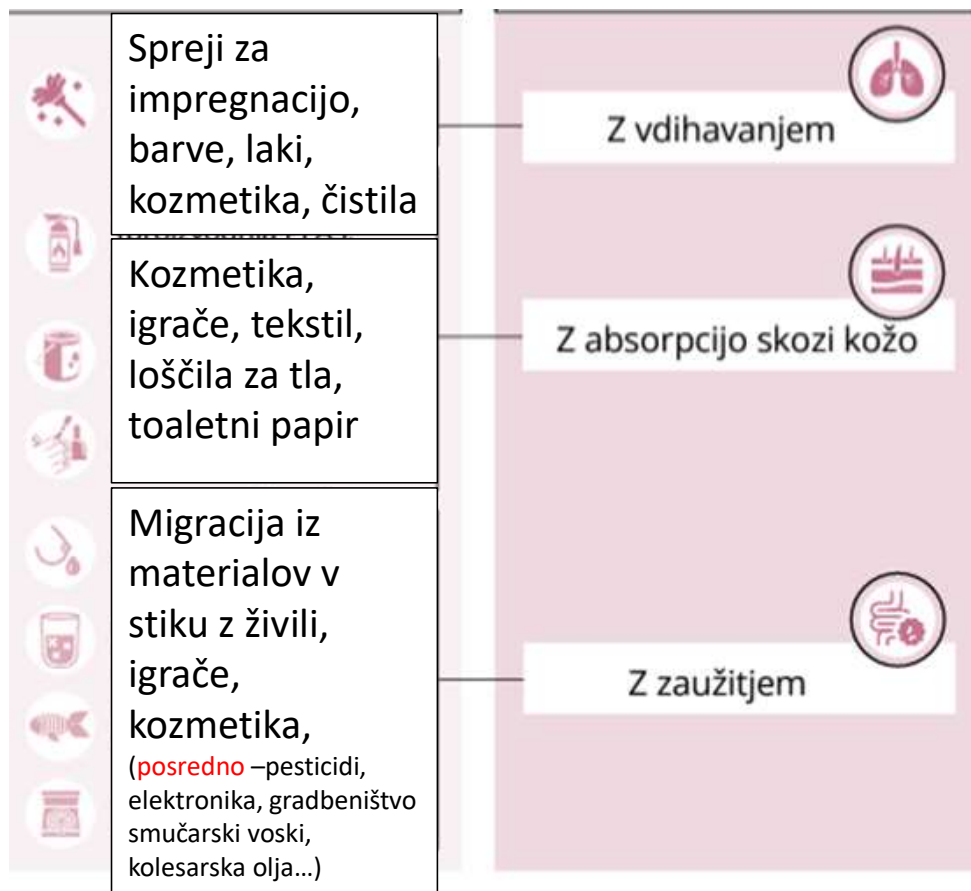 Spreji za
impregnacijo,
barve, laki,
kozmetika, čistila
Z vdihavanjem
Kozmetika,
igrače, tekstil,
loščila za tla,
toaletni papir
Z absorpcijo skozi kožo
Migracija iz
materialov v
stiku z živili,
igrače,
kozmetika,
(posredno –pesticidi,
elektronika, gradbeništvo
smučarski voski,
kolesarska olja...)
Z zaužitjem